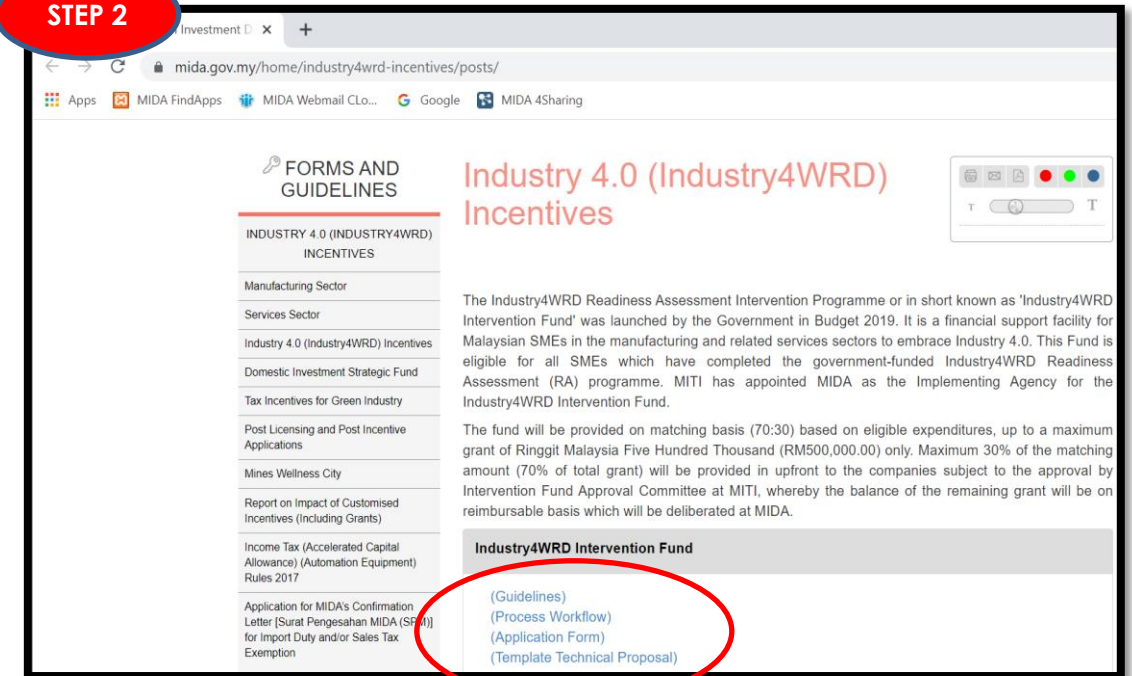 STEP 2
Investment D
mida.gov.my/home/industry4wrd-incentives/posts/
Apps MIDA FindApps MIDA Webmail CLo... Google MIDA 4Sharing
FORMS AND
GUIDELINES
INDUSTRY 4.0 (INDUSTRY4WRD)
INCENTIVES
Manufacturing Sector
Services Sector
Industry 4.0 (Industry4WRD) Incentives
Domestic Investment Strategic Fund
Tax Incentives for Green Industry
Post Licensing and Post Incentive
Applications
Mines Wellness City
Report on Impact of Customised
Incentives (Including Grants)
Income Tax (Accelerated Capital
Allowance) (Automation Equipment)
Rules 2017
Application for MIDA's Confirmation
Letter [Surat Pengesahan MIDA (SPM)]
for Import Duty and/or Sales Tax
Exemption
Industry 4.0 (Industry4WRD)
Incentives
T T
The Industry4WRD Readiness Assessment Intervention Programme or in short known as 'Industry4WRD
Intervention Fund' was launched by the Government in Budget 2019. It is a financial support facility for
Malaysian SMEs in the manufacturing and related services sectors to embrace Industry 4.0. This Fund is
eligible for all SMEs which have completed the government-funded Industry4WRD Readiness
Assessment (RA) programme. MITI has appointed MIDA as the Implementing Agency for the
Industry4WRD Intervention Fund.
The fund will be provided on matching basis (70:30) based on eligible expenditures, up to a maximum
grant of Ringgit Malaysia Five Hundred Thousand (RM500,000.00) only. Maximum 30% of the matching
amount (70% of total grant) will be provided in upfront to the companies subject to the approval by
Intervention Fund Approval Committee at MITI, whereby the balance of the remaining grant will be on
reimbursable basis which will be deliberated at MIDA.
Industry4WRD Intervention Fund
(Guidelines)
(Process Workflow)
(Application Form)
(Template Technical Proposal)